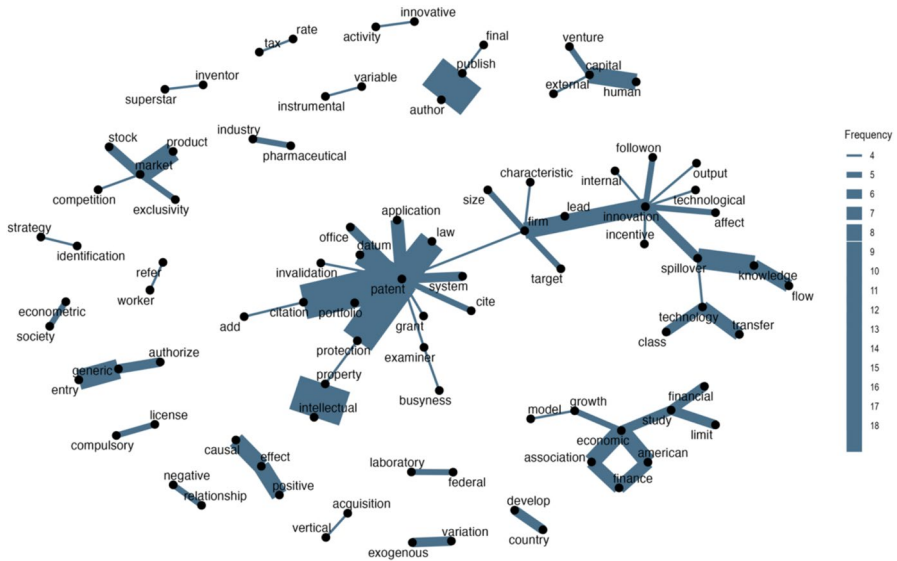 innovative
activity
rate
tax
final
publish
author
venture
capital
external
human
inventor
superstar
variable
instrumental
industry
pharmaceutical
stock
product
market
competition
exclusivity
strategy
identification
refer
worker
econometric
society
generic
authorize
entry
license
compulsory
negative
relationship
causal
effect
positive
vertical
acquisition
exogenous
variation
laboratory
federal
develop
country
application
office
law
datum
invalidation
patent
system
citation
portfolio
cite
add
grant
protection
examiner
property
busyness
intellectual
characteristic
size
firm
lead
target
followon
internal
output
technological
innovation
affect
incentive
spillover
knowledge
flow
technology
class
transfer
financial
model
growth
study
limit
economic
association
american
finance
Frequency
4
5
6
7
8
9
10
11
12
13
14
15
16
17
18